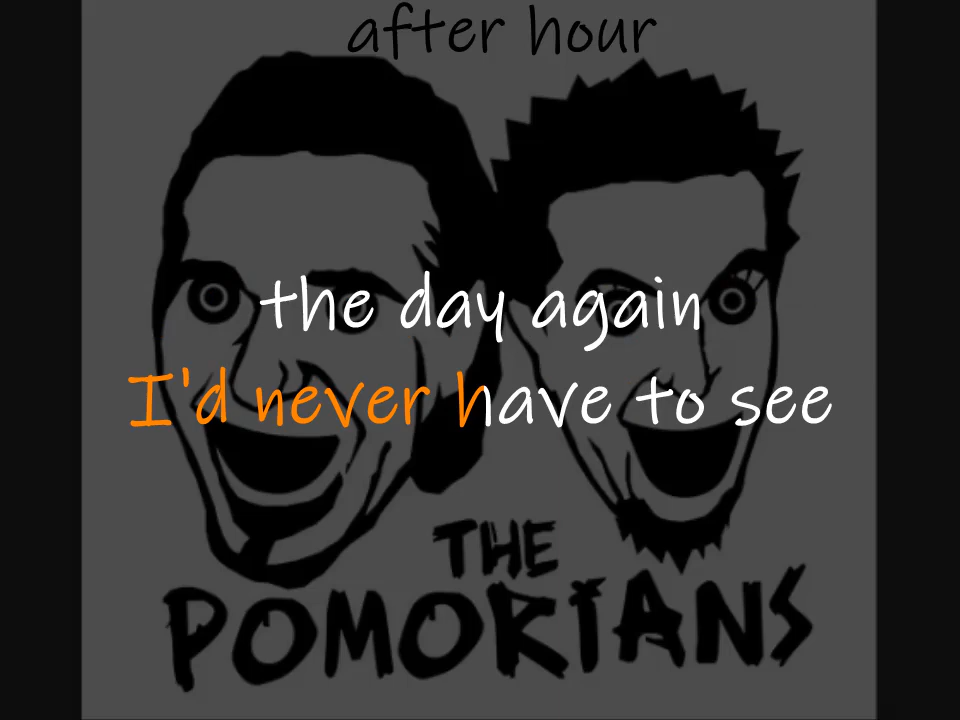 after hour
the day again
I'd never have to see
THE
POMORIANS